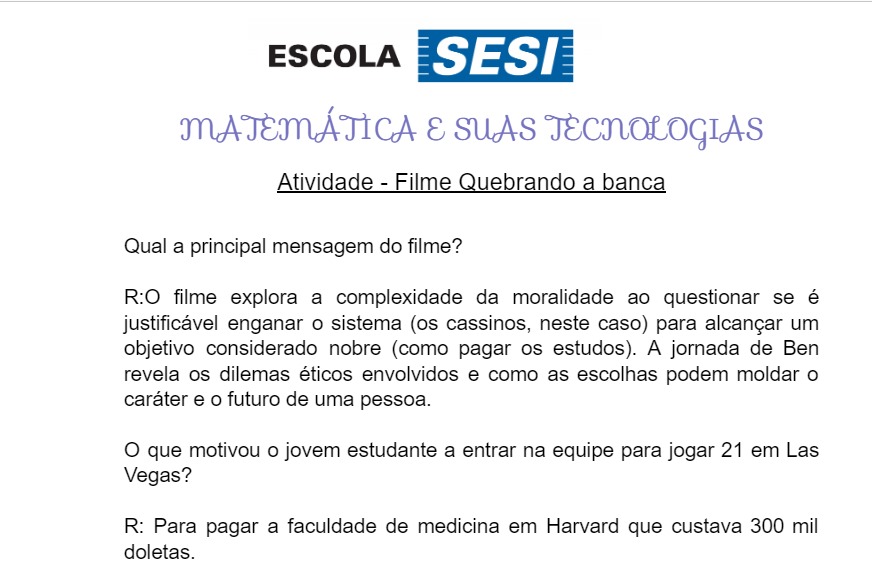 ESCOLA SESI
MATEMÁTICA E SUAS TECNOLOGIAS
Atividade - Filme Quebrando a banca
Qual a principal mensagem do filme?
R:O filme explora a complexidade da moralidade ao questionar se é
justificável enganar o sistema (os cassinos, neste caso) para alcançar um
objetivo considerado nobre (como pagar os estudos). A jornada de Ben
revela os dilemas éticos envolvidos e como as escolhas podem moldar o
caráter e o futuro de uma pessoa.
O que motivou o jovem estudante a entrar na equipe para jogar 21 em Las
Vegas?
R: Para pagar a faculdade de medicina em Harvard que custava 300 mil
doletas.